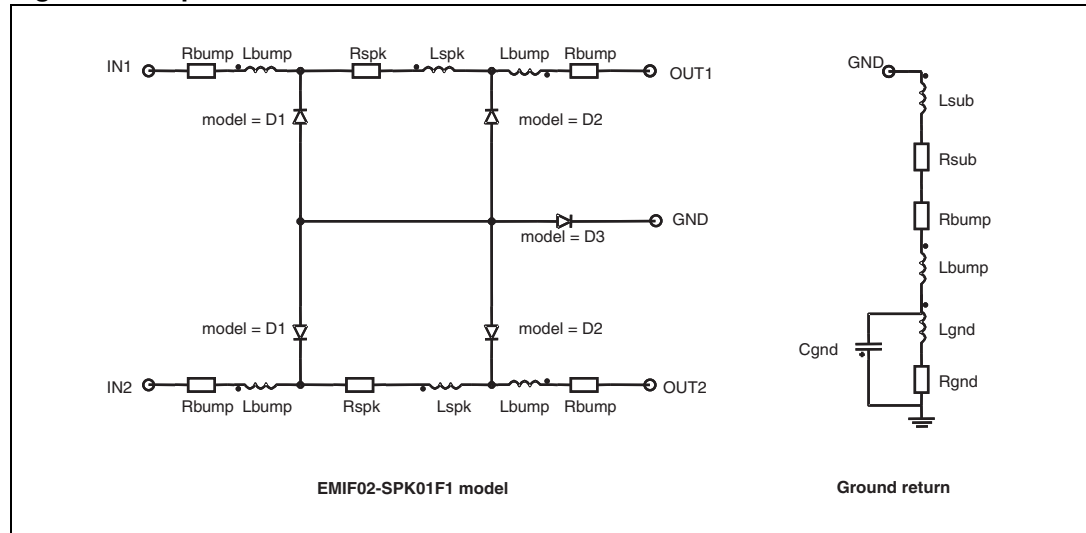 Rbump Lbump Rspk Lspk Lbump Rbump
IN1 OUT1
model = D1 model = D2
GND
model = D3
model = D1 model = D2
IN2 OUT2
Rbump Lbump Rspk Lspk Lbump Rbump
EMIF02-SPK01F1 model
GND
Lsub
Rsub
Rbump
Lbump
Lgnd
Cgnd
Rgnd
Ground return